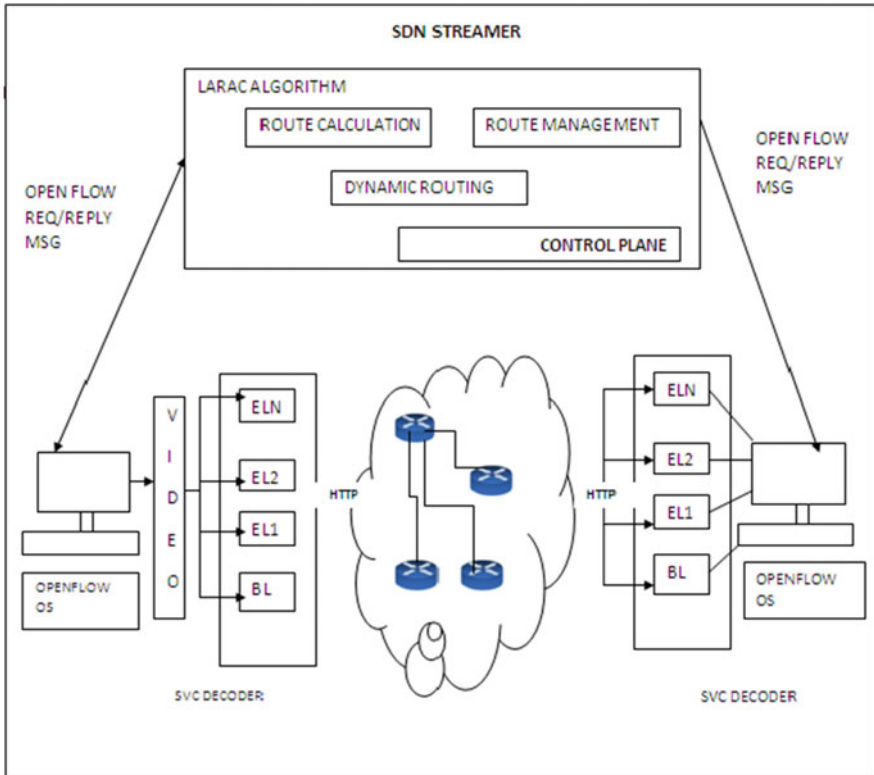 SDN STREAMER
LARAC ALGORITHM
ROUTE CALCULATION
ROUTE MANAGEMENT
DYNAMIC ROUTING
CONTROL PLANE
OPEN FLOW
REQ/REPLY
MSG
OPEN FLOW
REQ/REPLY
MSG
V
I
D
E
O
ELN
EL2
EL1
BL
HTTP
HTTP
ELN
EL2
EL1
BL
OPENFLOW
OS
OPENFLOW
OS
SVC DECODER
SVC DECODER